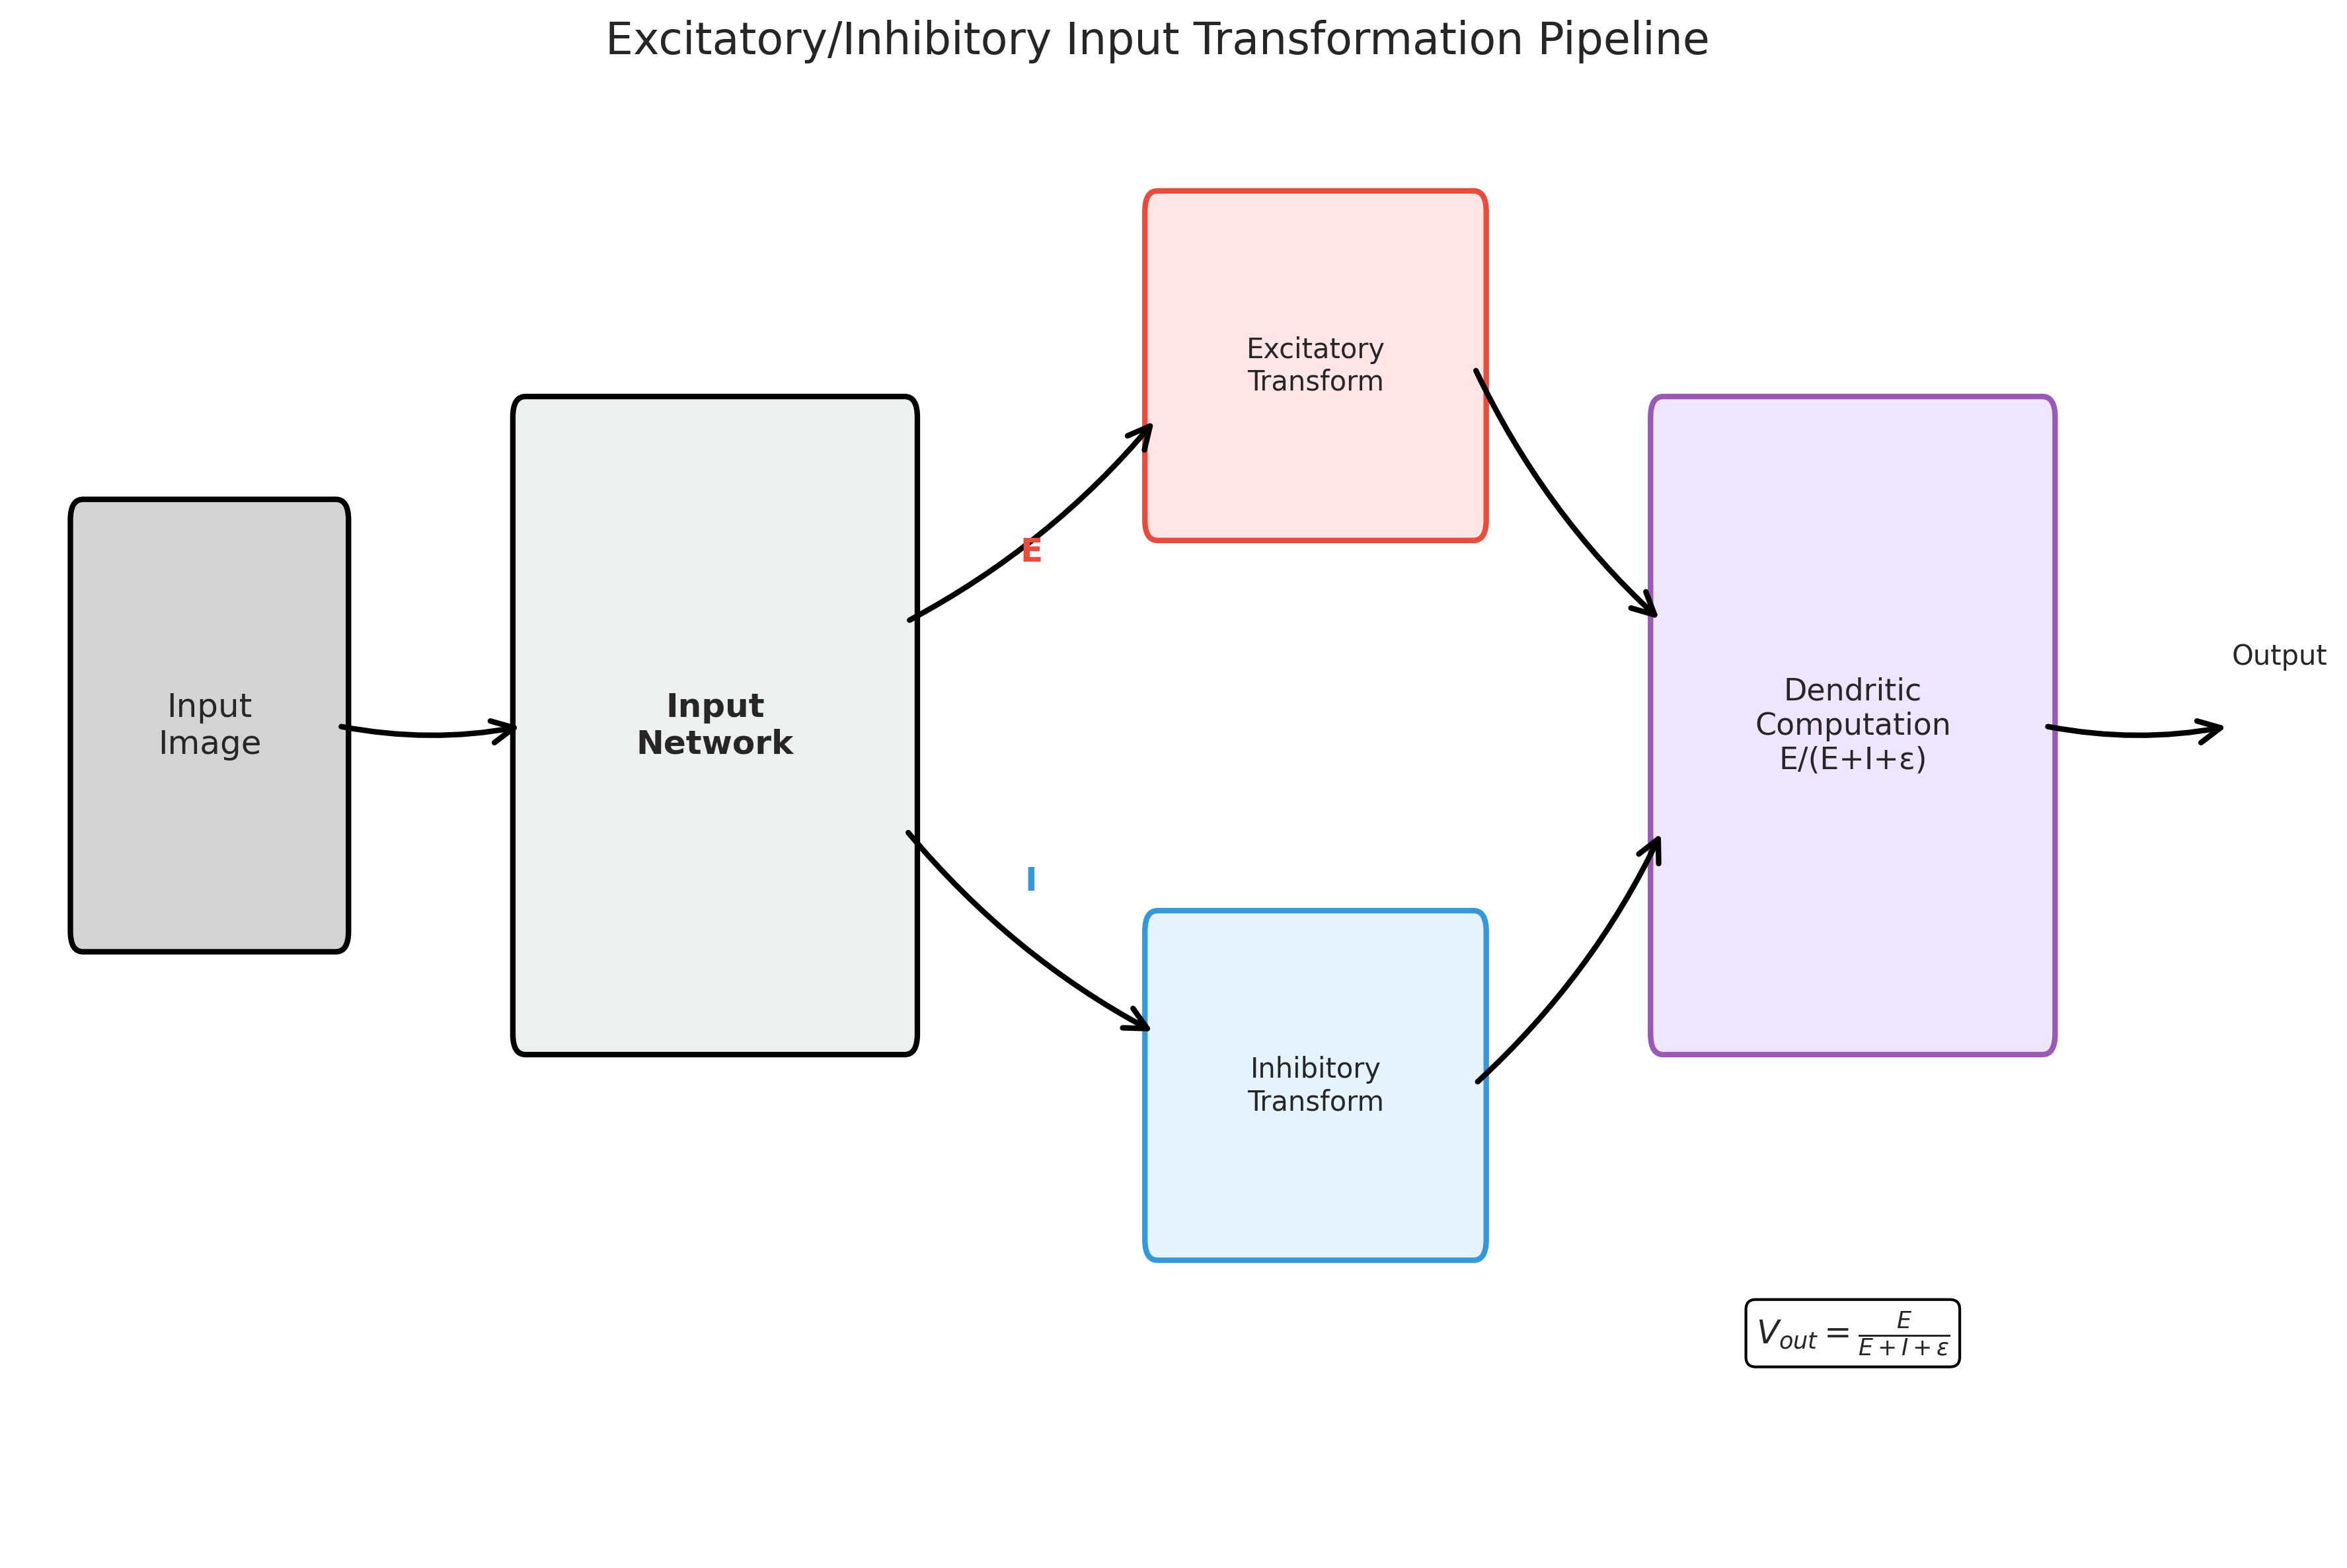 Excitatory/Inhibitory Input Transformation Pipeline
Input
Image
Input
Network
E
I
Excitatory
Transform
Inhibitory
Transform
Dendritic
Computation
E/(E+I+ε)
Output
V_out = E / (E + I + ε)